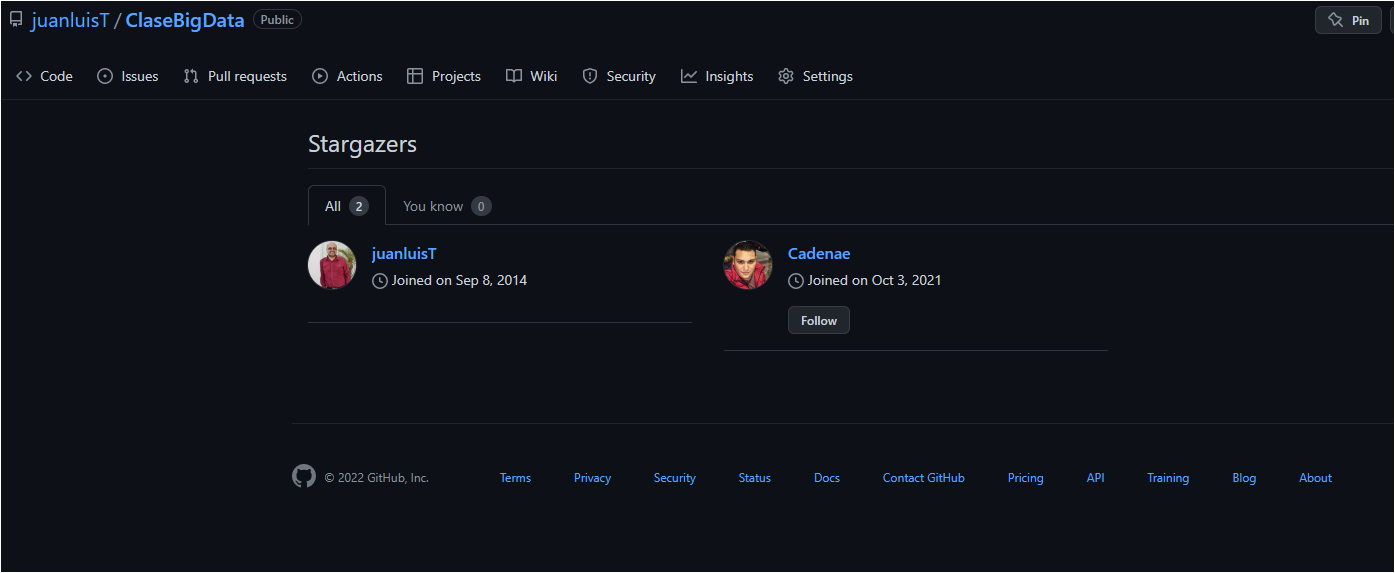 juanluisT / ClaseBigData Public
Pin
Code Issues Pull requests Actions Projects Wiki Security Insights Settings
Stargazers
All 2 You know 0
juanluisT
Joined on Sep 8, 2014
Cadenae
Joined on Oct 3, 2021
Follow
© 2022 GitHub, Inc. Terms Privacy Security Status Docs Contact GitHub Pricing API Training Blog About